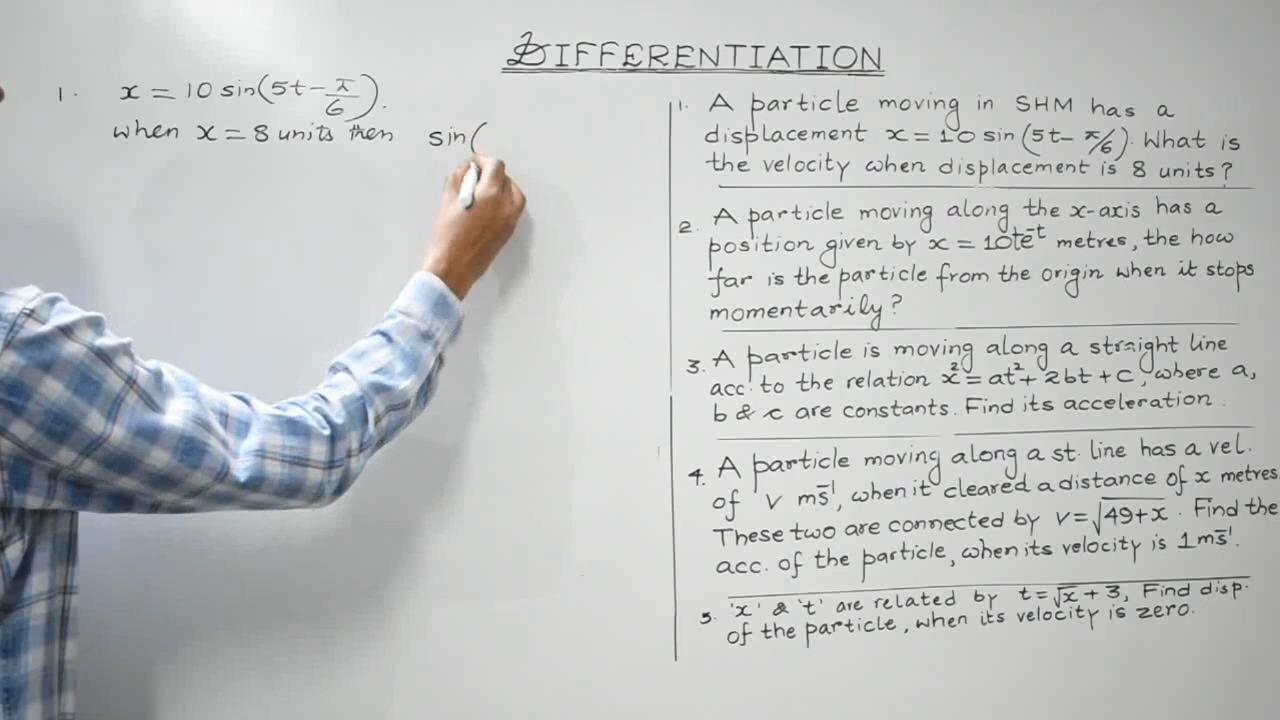 DIFFERENTIATION
1. x = 10 sin(5t - π/6).
when x = 8 units then sin(
1. A particle moving in SHM has a
displacement x = 10 sin(5t - π/6). What is
the velocity when displacement is 8 units?
2. A particle moving along the x-axis has a
position given by x = 10te⁻ᵗ metres, the how
far is the particle from the origin when it stops
momentarily?
3. A particle is moving along a straight line
acc. to the relation x² = at² + 2bt + c, where a,
b & c are constants. Find its acceleration.
4. A particle moving along a st. line has a vel.
of v ms⁻¹, when it cleared a distance of x metres.
These two are connected by v = √(49+x). Find the
acc. of the particle, when its velocity is 1ms⁻¹.
5. 'x' & 't' are related by t = √x + 3, Find disp.
of the particle, when its velocity is zero.